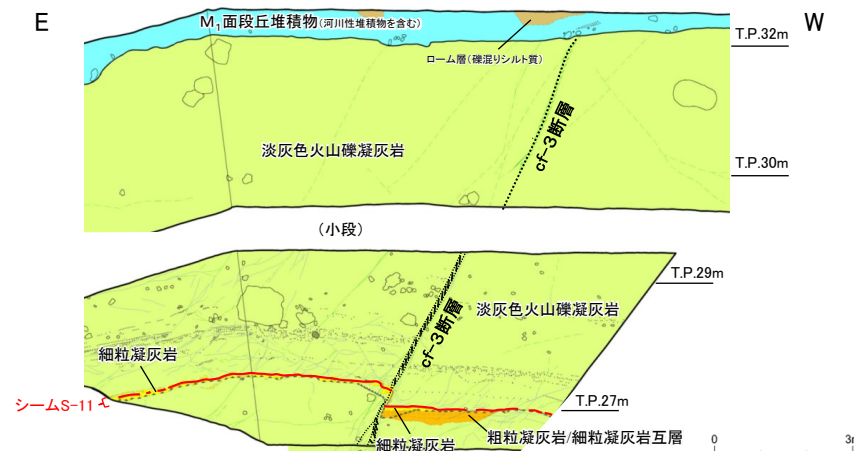 E
W
M1面段丘堆積物(河川性堆積物を含む)
ローム層(礫混りシルト質)
T.P.32m
cf-3断層
淡灰色火山礫凝灰岩
T.P.30m
(小段)
T.P.29m
cf-3断層
淡灰色火山礫凝灰岩
細粒凝灰岩
シームS-11
T.P.27m
細粒凝灰岩
粗粒凝灰岩/細粒凝灰岩互層
0
3m